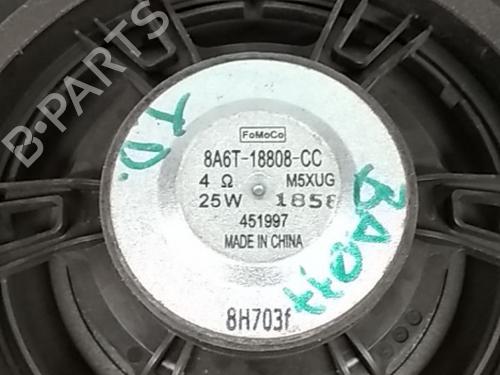 B-PARTS
FoMoCo
8A6T-18808-CC
4 Ω M5XUG
25W 1858
451997
MADE IN CHINA
8H703f
T.D.